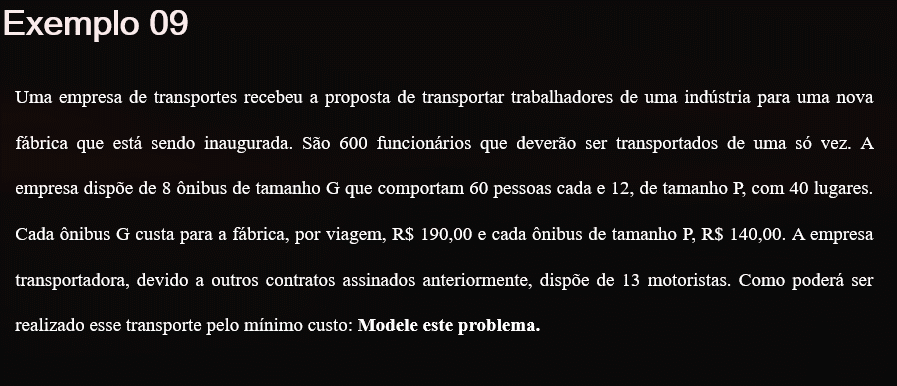 Exemplo 09
Uma empresa de transportes recebeu a proposta de transportar trabalhadores de uma indústria para uma nova
fábrica que está sendo inaugurada. São 600 funcionários que deverão ser transportados de uma só vez. A
empresa dispõe de 8 ônibus de tamanho G que comportam 60 pessoas cada e 12, de tamanho P, com 40 lugares.
Cada ônibus G custa para a fábrica, por viagem, R$ 190,00 e cada ônibus de tamanho P, R$ 140,00. A empresa
transportadora, devido a outros contratos assinados anteriormente, dispõe de 13 motoristas. Como poderá ser
realizado esse transporte pelo mínimo custo: Modele este problema.